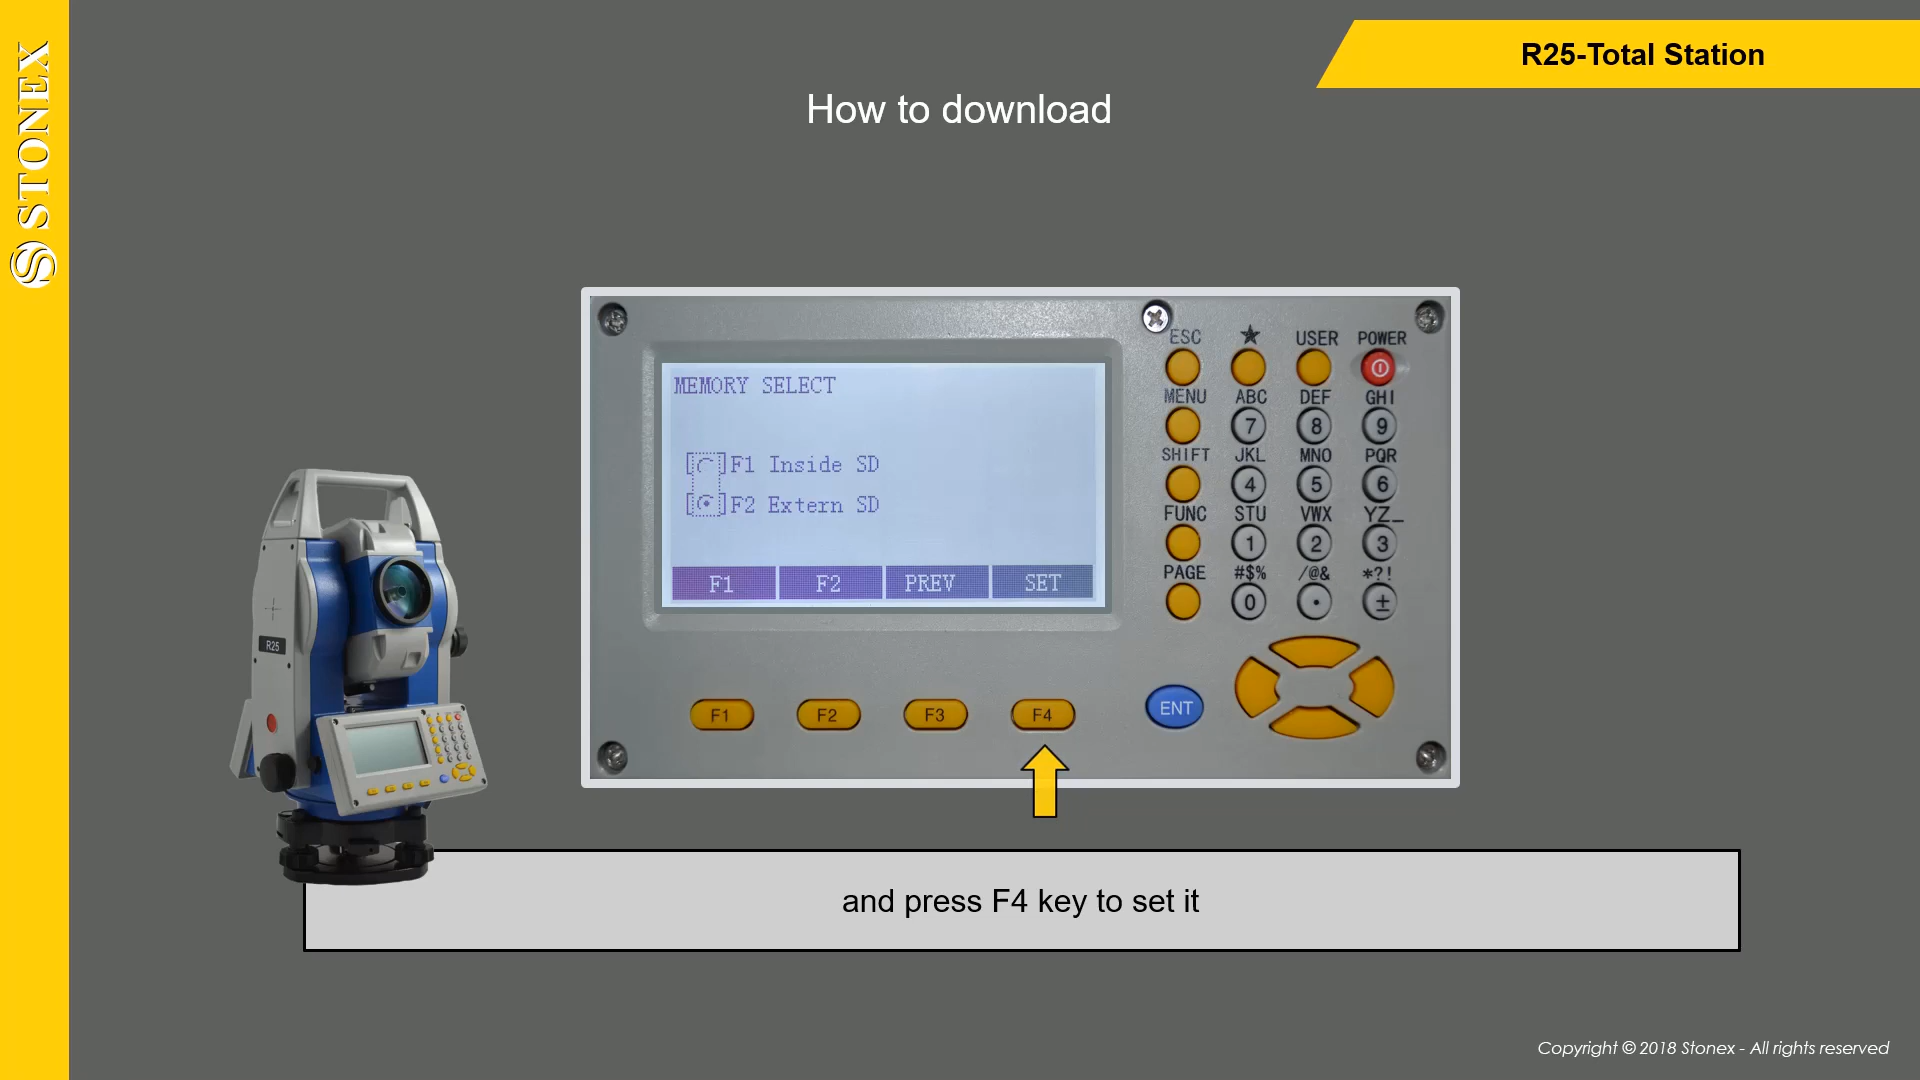 STONEX
R25-Total Station
How to download
MEMORY SELECT
[ ]F1 Inside SD
[•]F2 Extern SD
F1 F2 PREV SET
ESC ★ USER POWER
MENU ABC DEF GHI
7 8 9
SHIFT JKL MNO PQR
4 5 6
FUNC STU VWX YZ_
1 2 3
PAGE #$% /@& *?!
0 • ±
F1 F2 F3 F4 ENT
R25
and press F4 key to set it
Copyright © 2018 Stonex - All rights reserved